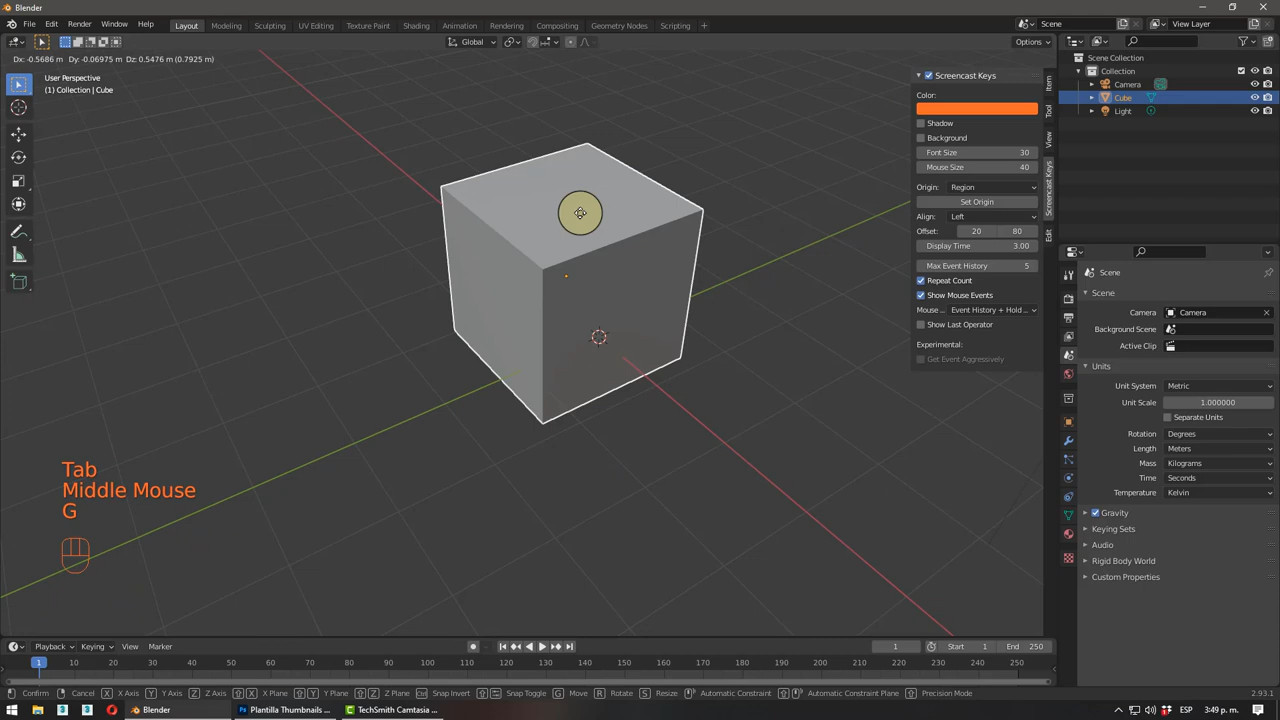 Blender
File Edit Render Window Help Layout Modeling Sculpting UV Editing Texture Paint Shading Animation Rendering Compositing Geometry Nodes Scripting + Scene View Layer
Global Options
Dx: -0.5686 m Dy: -0.06975 m Dz: 0.5476 m (0.7925 m)
User Perspective
(1) Collection | Cube
Screencast Keys
Color:
Shadow
Background
Font Size 30
Mouse Size 40
Origin: Region
Set Origin
Align: Left
Offset: 20 80
Display Time 3.00
Max Event History 5
Repeat Count
Show Mouse Events
Mouse ... Event History + Hold ...
Show Last Operator
Experimental:
Get Event Aggressively
Item
Tool
View
Screencast Keys
Edit
Scene Collection
Collection
Camera
Cube
Light
Scene
Scene
Camera Camera
Background Scene
Active Clip
Units
Unit System Metric
Unit Scale 1.000000
Separate Units
Rotation Degrees
Length Meters
Mass Kilograms
Time Seconds
Temperature Kelvin
Gravity
Keying Sets
Audio
Rigid Body World
Custom Properties
Tab
Middle Mouse
G
Playback Keying View Marker 1 Start 1 End 250
1 10 20 30 40 50 60 70 80 90 100 110 120 130 140 150 160 170 180 190 200 210 220 230 240 250
Confirm Cancel X X Axis Y Y Axis Z Z Axis X X Plane Y Y Plane Z Z Plane Ctrl Snap Invert Snap Toggle G Move R Rotate S Resize Automatic Constraint Automatic Constraint Plane Precision Mode 2.93.1
Blender Plantilla Thumbnails ... TechSmith Camtasia ... ESP 3:49 p. m.